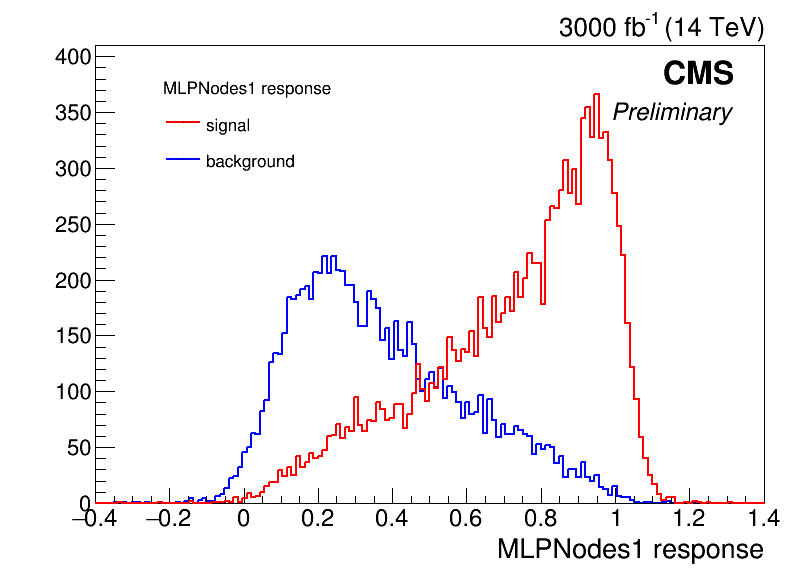 3000 fb-1 (14 TeV)
CMS
Preliminary
MLPNodes1 response
signal
background
400
350
300
250
200
150
100
50
0
−0.4 −0.2 0 0.2 0.4 0.6 0.8 1 1.2 1.4
MLPNodes1 response